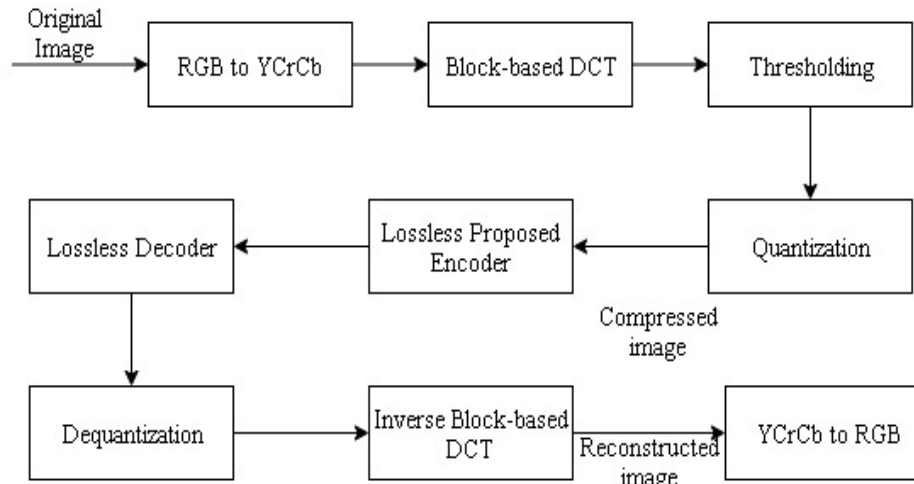 Original
Image
RGB to YCrCb
Block-based DCT
Thresholding
Lossless Decoder
Lossless Proposed
Encoder
Quantization
Compressed
image
Dequantization
Inverse Block-based
DCT
Reconstructed
image
YCrCb to RGB